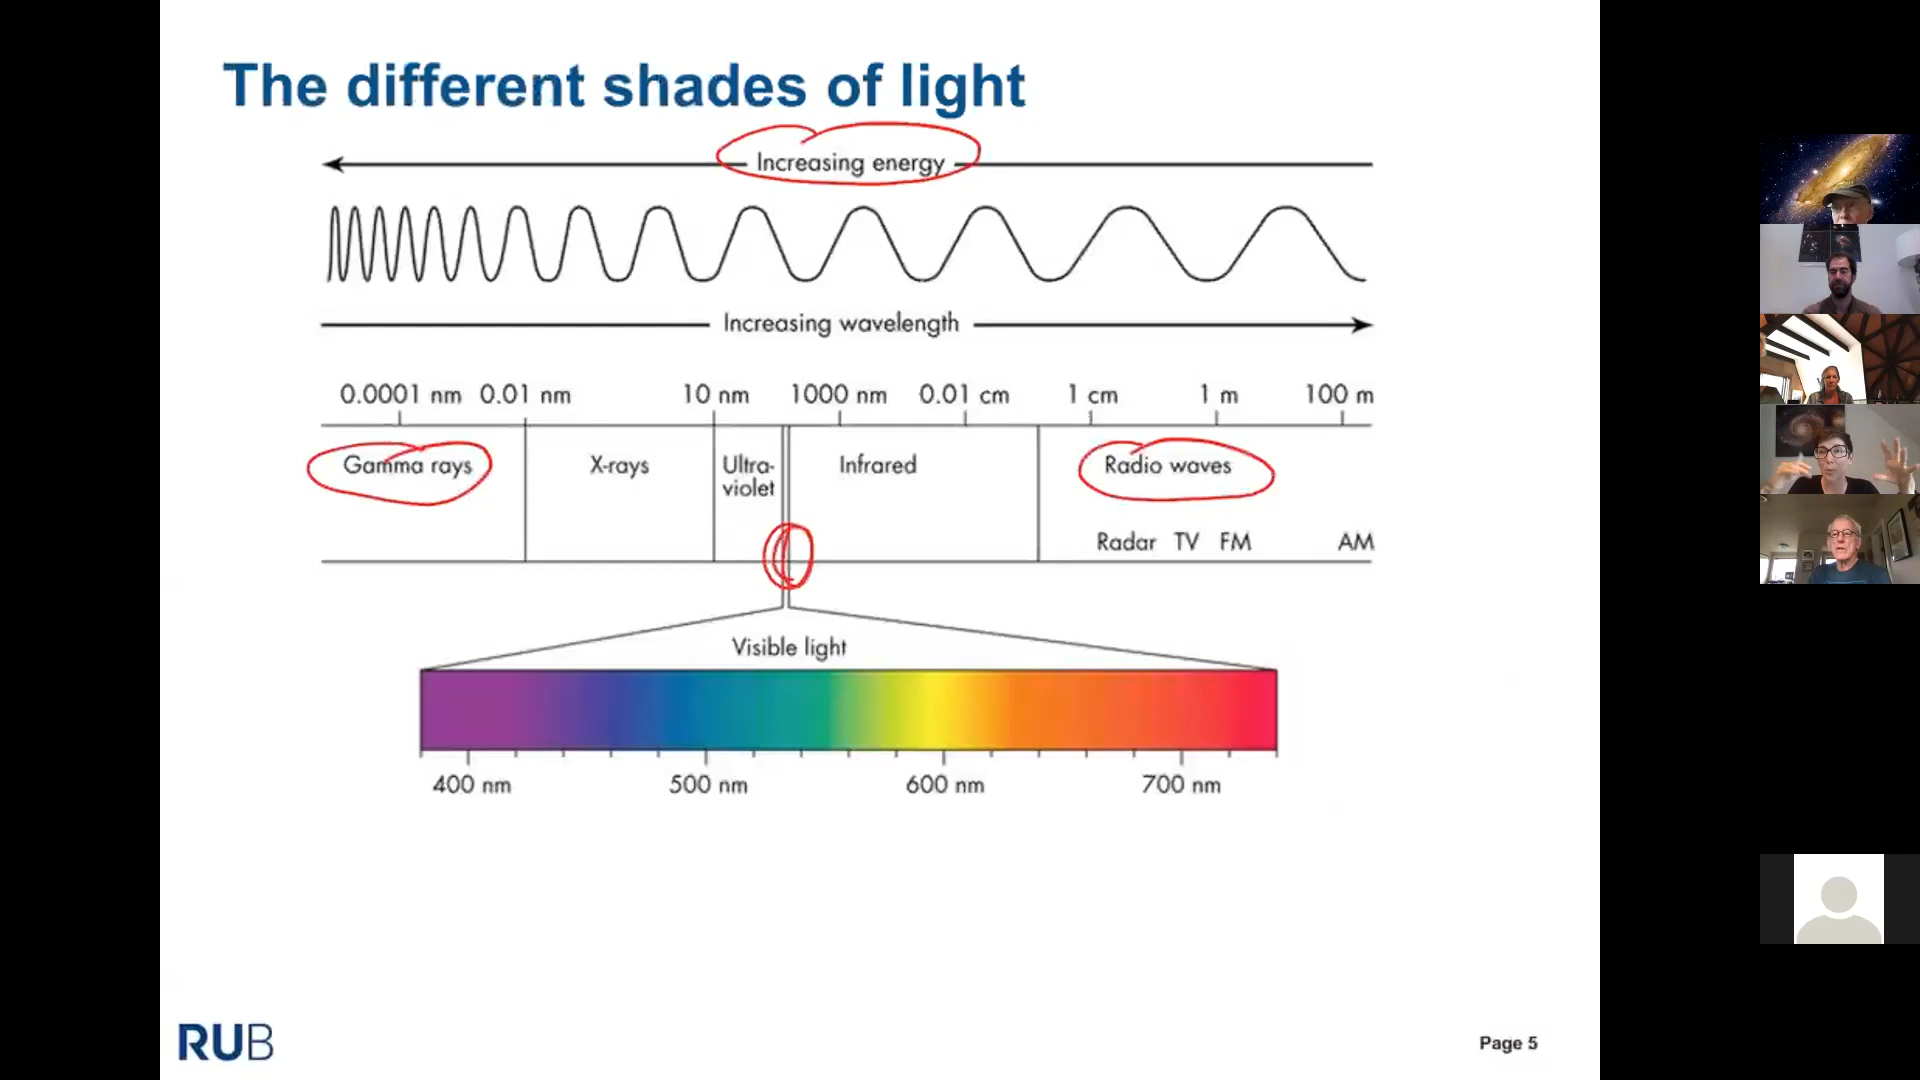 The different shades of light
Increasing energy
Increasing wavelength
0.0001 nm 0.01 nm 10 nm 1000 nm 0.01 cm 1 cm 1 m 100 m
Gamma rays X-rays Ultra- Infrared Radio waves
violet
Radar TV FM AM
Visible light
400 nm 500 nm 600 nm 700 nm
RUB
Page 5